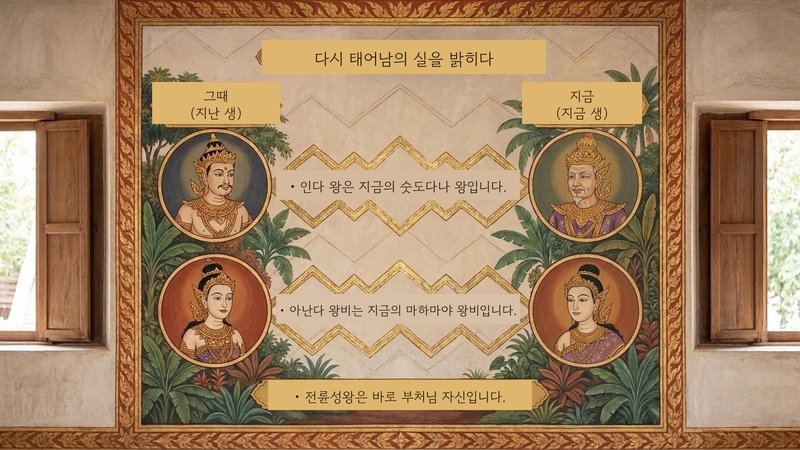 다시 태어남의 실을 밝히다
그때
(지난 생)
지금
(지금 생)
• 인다 왕은 지금의 숫도다나 왕입니다.
• 아난다 왕비는 지금의 마하마야 왕비입니다.
• 전륜성왕은 바로 부처님 자신입니다.